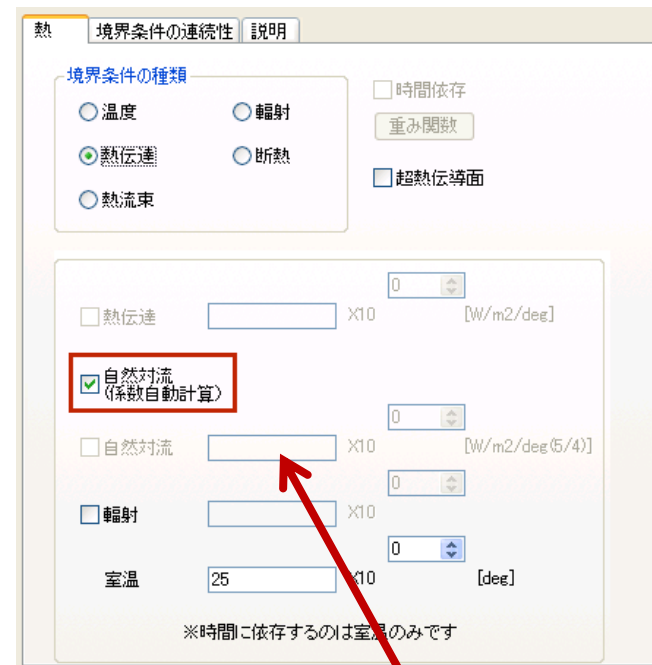 熱 境界条件の連続性 説明
境界条件の種類
時間依存
温度 輻射
重み関数
熱伝達 断熱
超熱伝導面
熱流束
0
熱伝達 X10 [W/m2/deg]
自然対流
(係数自動計算)
0
自然対流 X10 [W/m2/deg(5/4)]
0
輻射 X10
0
室温 25 X10 [deg]
※時間に依存するのは室温のみです